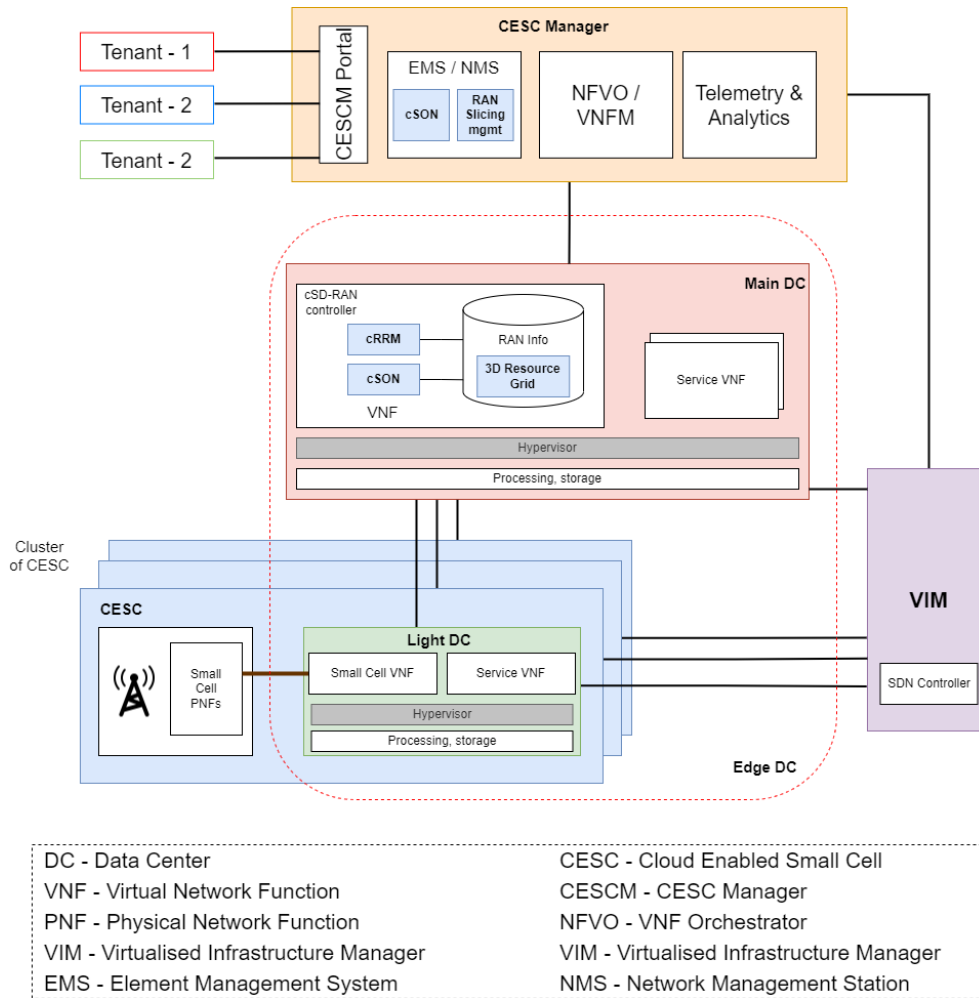 CESC Manager
Tenant - 1
Tenant - 2
Tenant - 2
CESCM Portal
EMS / NMS
cSON
RAN
Slicing
mgmt
NFVO /
VNFM
Telemetry &
Analytics
Main DC
cSD-RAN
controller
cRRM
cSON
VNF
RAN Info
3D Resource
Grid
Service VNF
Hypervisor
Processing, storage
Cluster
of CESC
CESC
Small
Cell
PNFs
Light DC
Small Cell VNF
Service VNF
Hypervisor
Processing, storage
Edge DC
VIM
SDN Controller
DC - Data Center
VNF - Virtual Network Function
PNF - Physical Network Function
VIM - Virtualised Infrastructure Manager
EMS - Element Management System
CESC - Cloud Enabled Small Cell
CESCM - CESC Manager
NFVO - VNF Orchestrator
VIM - Virtualised Infrastructure Manager
NMS - Network Management Station